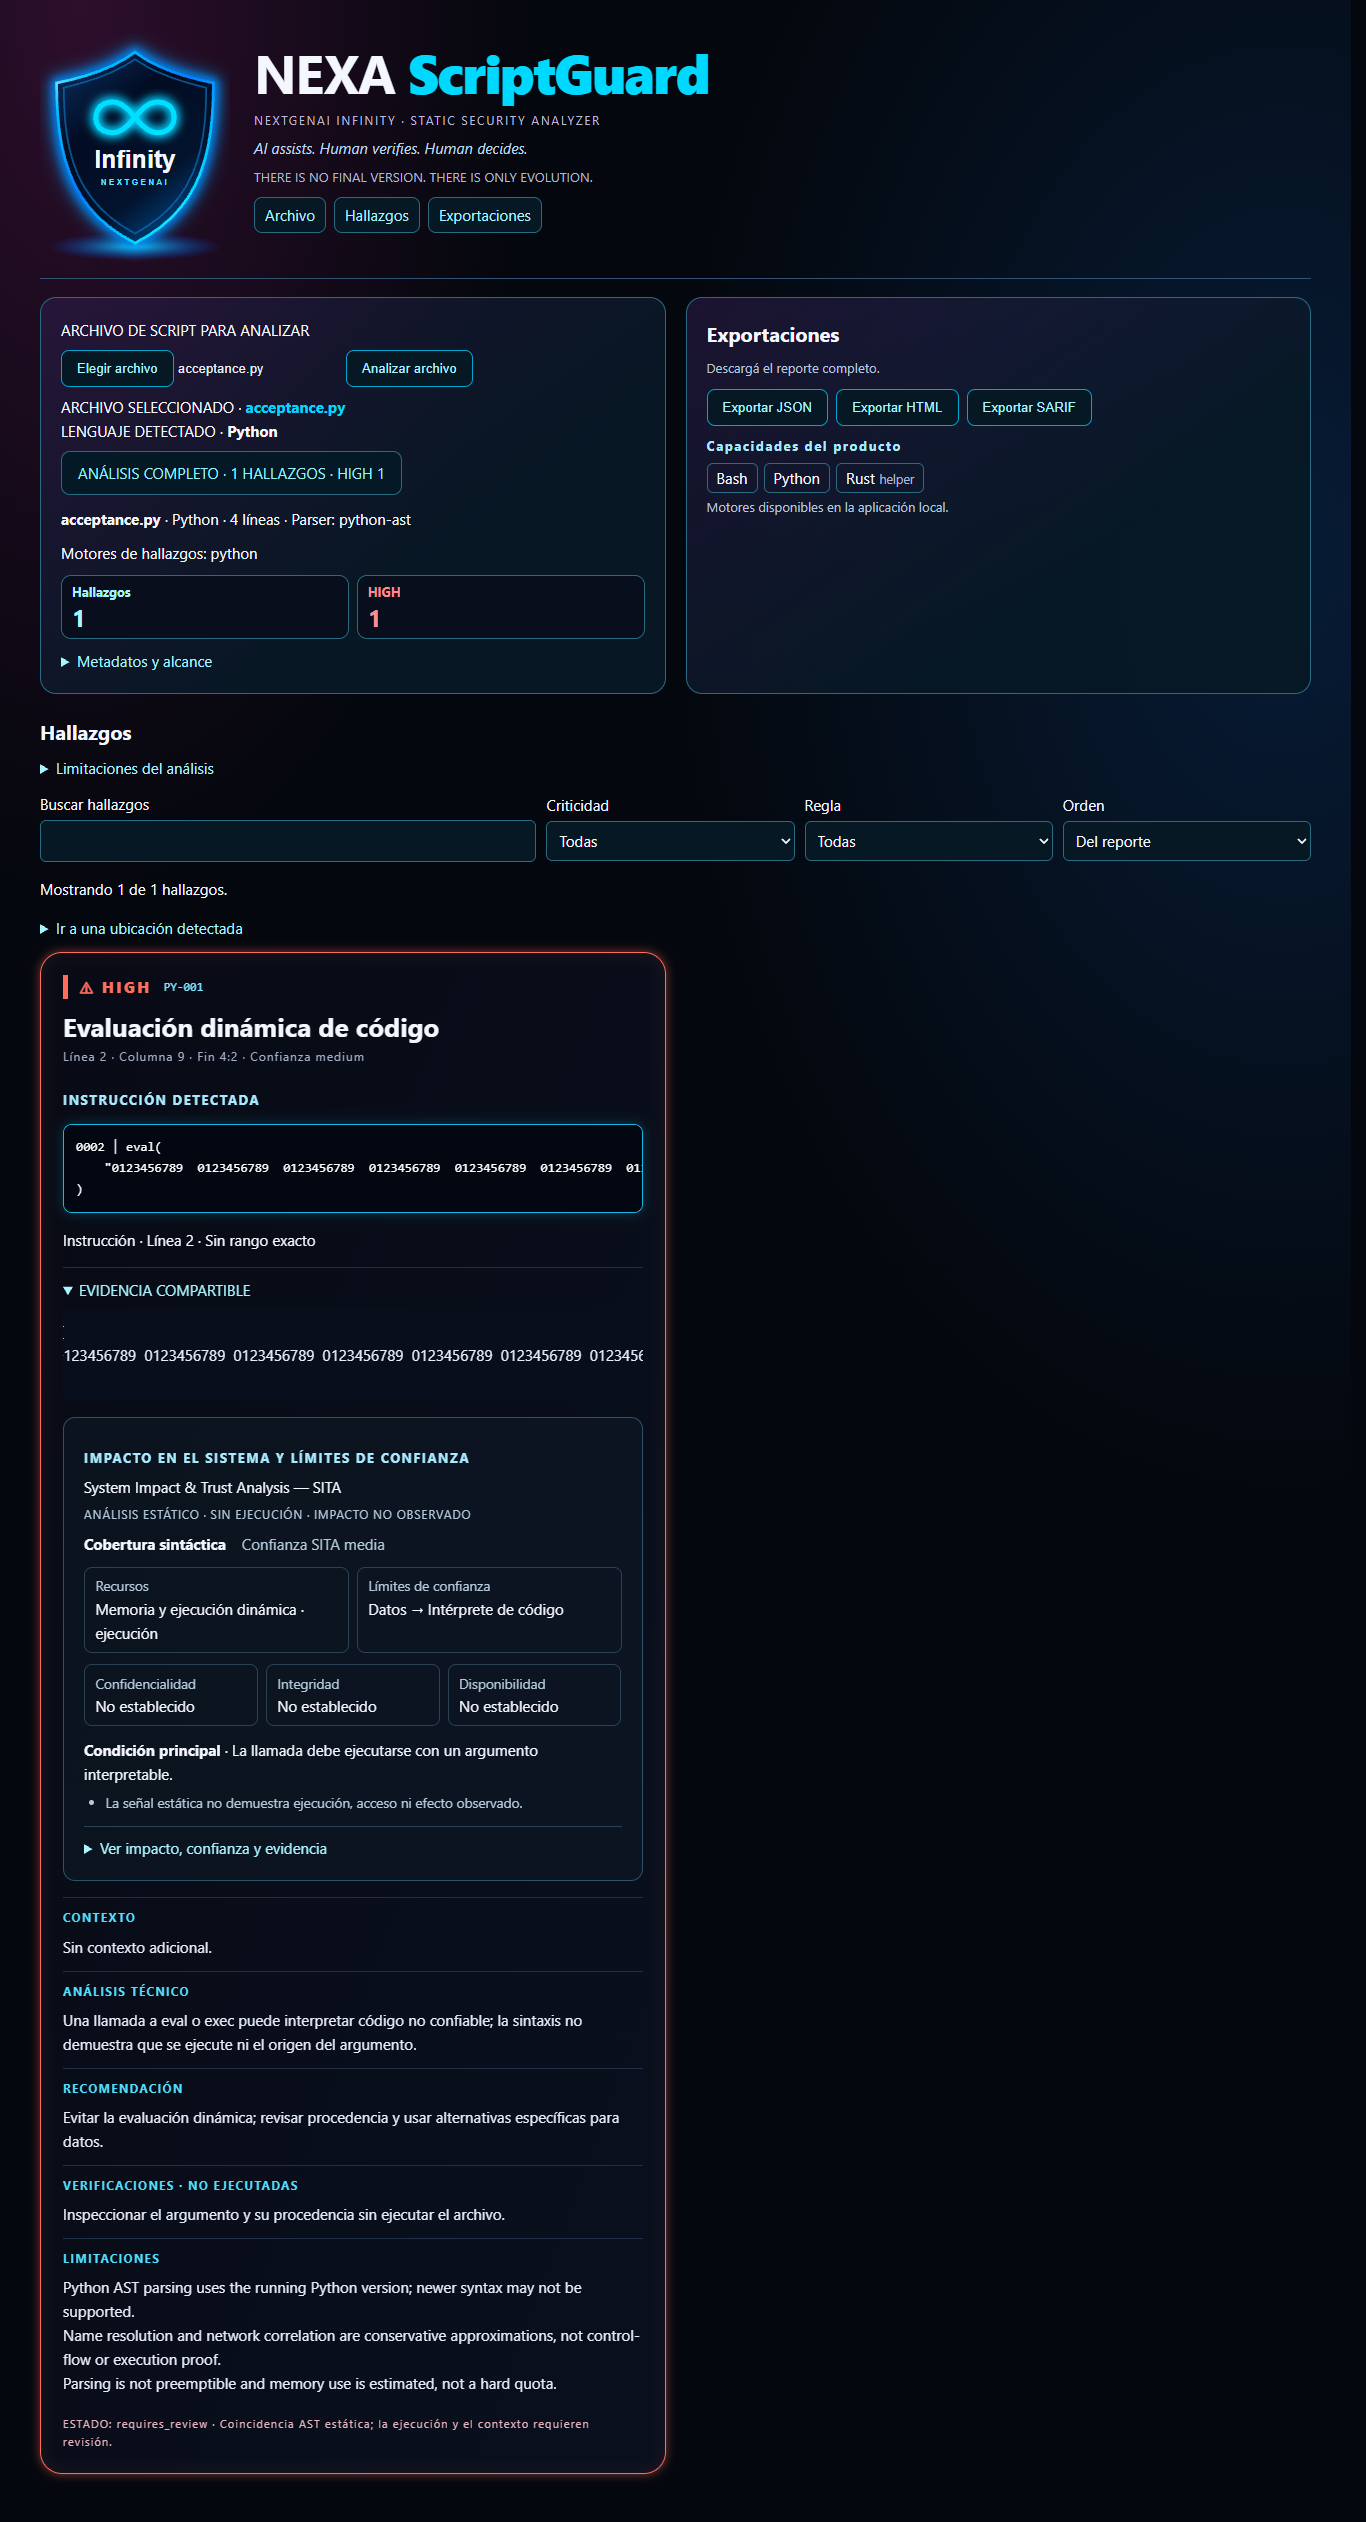 Infinity
NEXTGENAI
NEXA ScriptGuard
NEXTGENAI INFINITY · STATIC SECURITY ANALYZER
AI assists. Human verifies. Human decides.
THERE IS NO FINAL VERSION. THERE IS ONLY EVOLUTION.
Archivo Hallazgos Exportaciones
ARCHIVO DE SCRIPT PARA ANALIZAR
Elegir archivo acceptance.py Analizar archivo
ARCHIVO SELECCIONADO · acceptance.py
LENGUAJE DETECTADO · Python
ANÁLISIS COMPLETO · 1 HALLAZGOS · HIGH 1
acceptance.py · Python · 4 líneas · Parser: python-ast
Motores de hallazgos: python
Hallazgos
1
HIGH
1
▶ Metadatos y alcance
Exportaciones
Descargá el reporte completo.
Exportar JSON Exportar HTML Exportar SARIF
Capacidades del producto
Bash Python Rust helper
Motores disponibles en la aplicación local.
Hallazgos
▶ Limitaciones del análisis
Buscar hallazgos Criticidad Regla Orden
Todas Todas Del reporte
Mostrando 1 de 1 hallazgos.
▶ Ir a una ubicación detectada
⚠ HIGH PY-001
Evaluación dinámica de código
Línea 2 · Columna 9 · Fin 4:2 · Confianza medium
INSTRUCCIÓN DETECTADA
0002 | eval(
"0123456789 0123456789 0123456789 0123456789 0123456789 0123456789 01
)
Instrucción · Línea 2 · Sin rango exacto
▼ EVIDENCIA COMPARTIBLE
123456789 0123456789 0123456789 0123456789 0123456789 0123456789 012345
IMPACTO EN EL SISTEMA Y LÍMITES DE CONFIANZA
System Impact & Trust Analysis — SITA
ANÁLISIS ESTÁTICO · SIN EJECUCIÓN · IMPACTO NO OBSERVADO
Cobertura sintáctica Confianza SITA media
Recursos
Memoria y ejecución dinámica ·
ejecución
Límites de confianza
Datos → Intérprete de código
Confidencialidad
No establecido
Integridad
No establecido
Disponibilidad
No establecido
Condición principal · La llamada debe ejecutarse con un argumento
interpretable.
• La señal estática no demuestra ejecución, acceso ni efecto observado.
▶ Ver impacto, confianza y evidencia
CONTEXTO
Sin contexto adicional.
ANÁLISIS TÉCNICO
Una llamada a eval o exec puede interpretar código no confiable; la sintaxis no
demuestra que se ejecute ni el origen del argumento.
RECOMENDACIÓN
Evitar la evaluación dinámica; revisar procedencia y usar alternativas específicas para
datos.
VERIFICACIONES · NO EJECUTADAS
Inspeccionar el argumento y su procedencia sin ejecutar el archivo.
LIMITACIONES
Python AST parsing uses the running Python version; newer syntax may not be
supported.
Name resolution and network correlation are conservative approximations, not control-
flow or execution proof.
Parsing is not preemptible and memory use is estimated, not a hard quota.
ESTADO: requires_review · Coincidencia AST estática; la ejecución y el contexto requieren
revisión.